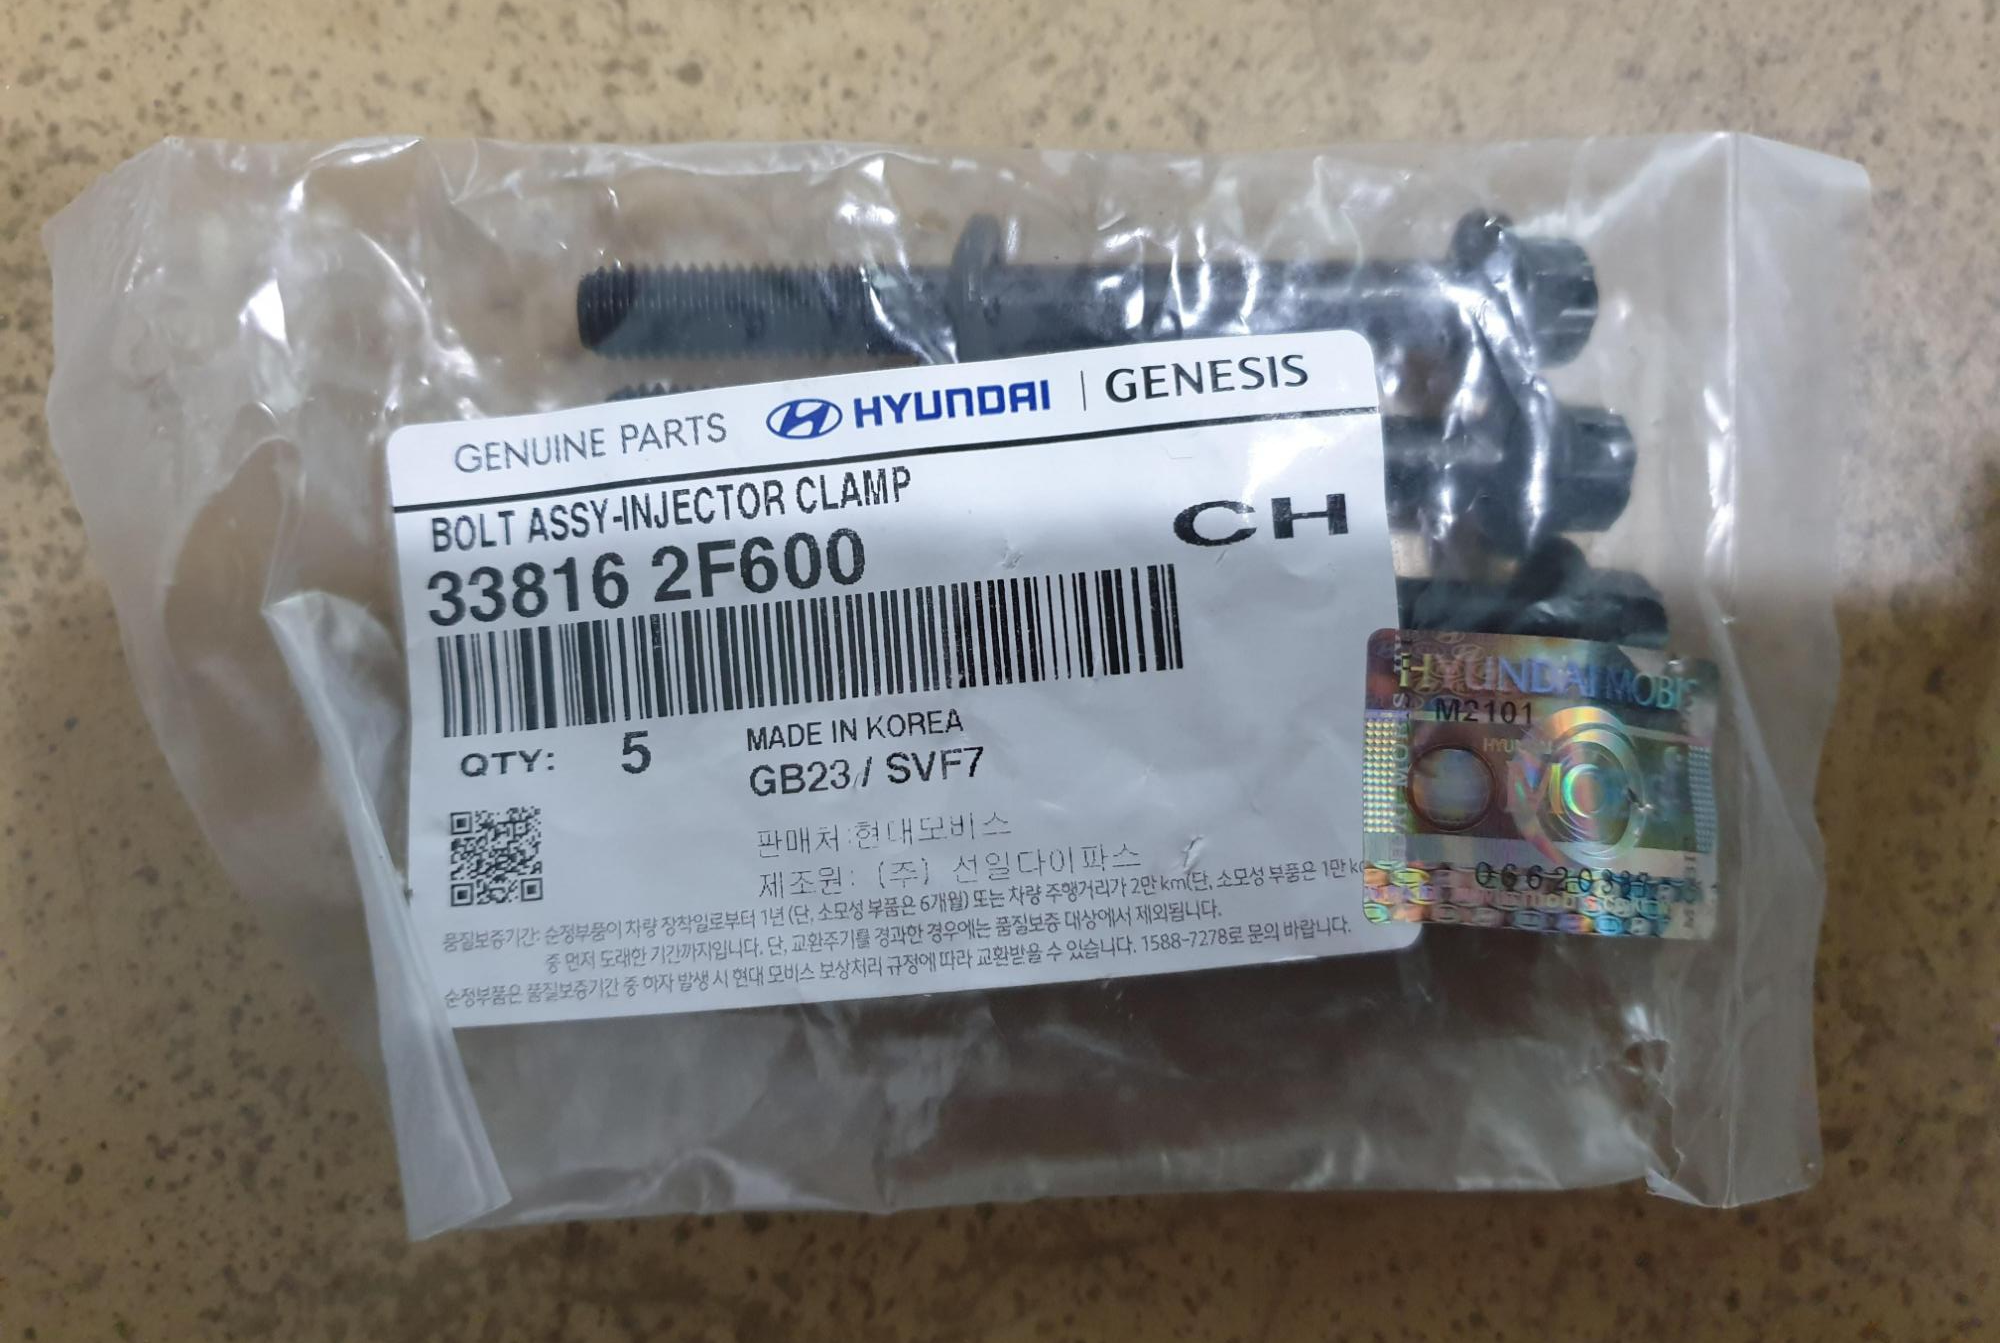 GENUINE PARTS HYUNDAI | GENESIS
BOLT ASSY-INJECTOR CLAMP
CH
33816 2F600
QTY: 5
MADE IN KOREA
GB23 / SVF7
판매처:현대모비스
제조원: (주) 선일다이파스
품질보증기간: 순정부품이 차량 장착일로부터 1년 (단, 소모성 부품은 6개월) 또는 차량 주행거리가 2만 km(단, 소모성 부품은 1만
중 먼저 도래한 기간까지입니다. 단, 교환주기를 경과한 경우에는 품질보증 대상에서 제외됩니다.
순정부품은 품질보증기간 중 하자 발생 시 현대 모비스 보상처리 규정에 따라 교환받을 수 있습니다. 1588-7278로 문의 바랍니다.
HYUNDAI MOBIS
M2101
HYUNDAI